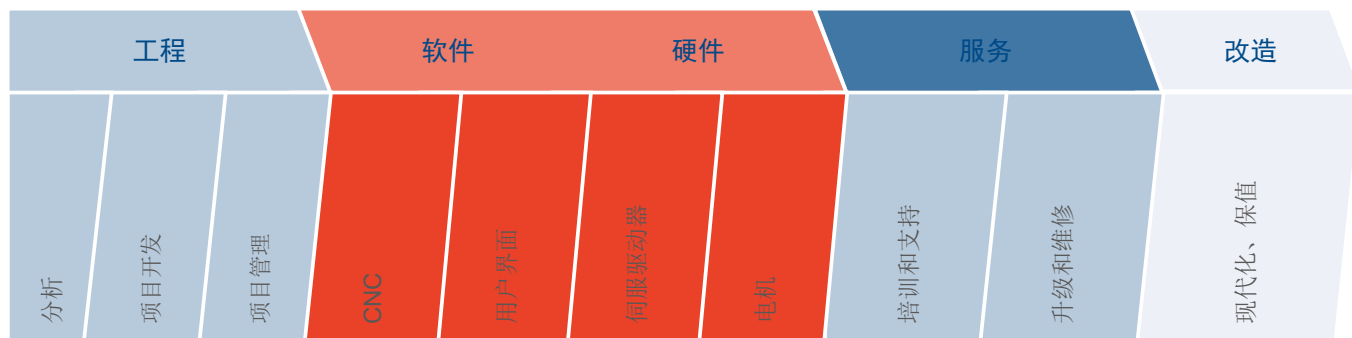 工程
软件
硬件
服务
改造
分析
项目开发
项目管理
CNC
用户界面
伺服驱动器
电机
培训和支持
升级和维修
现代化、保值